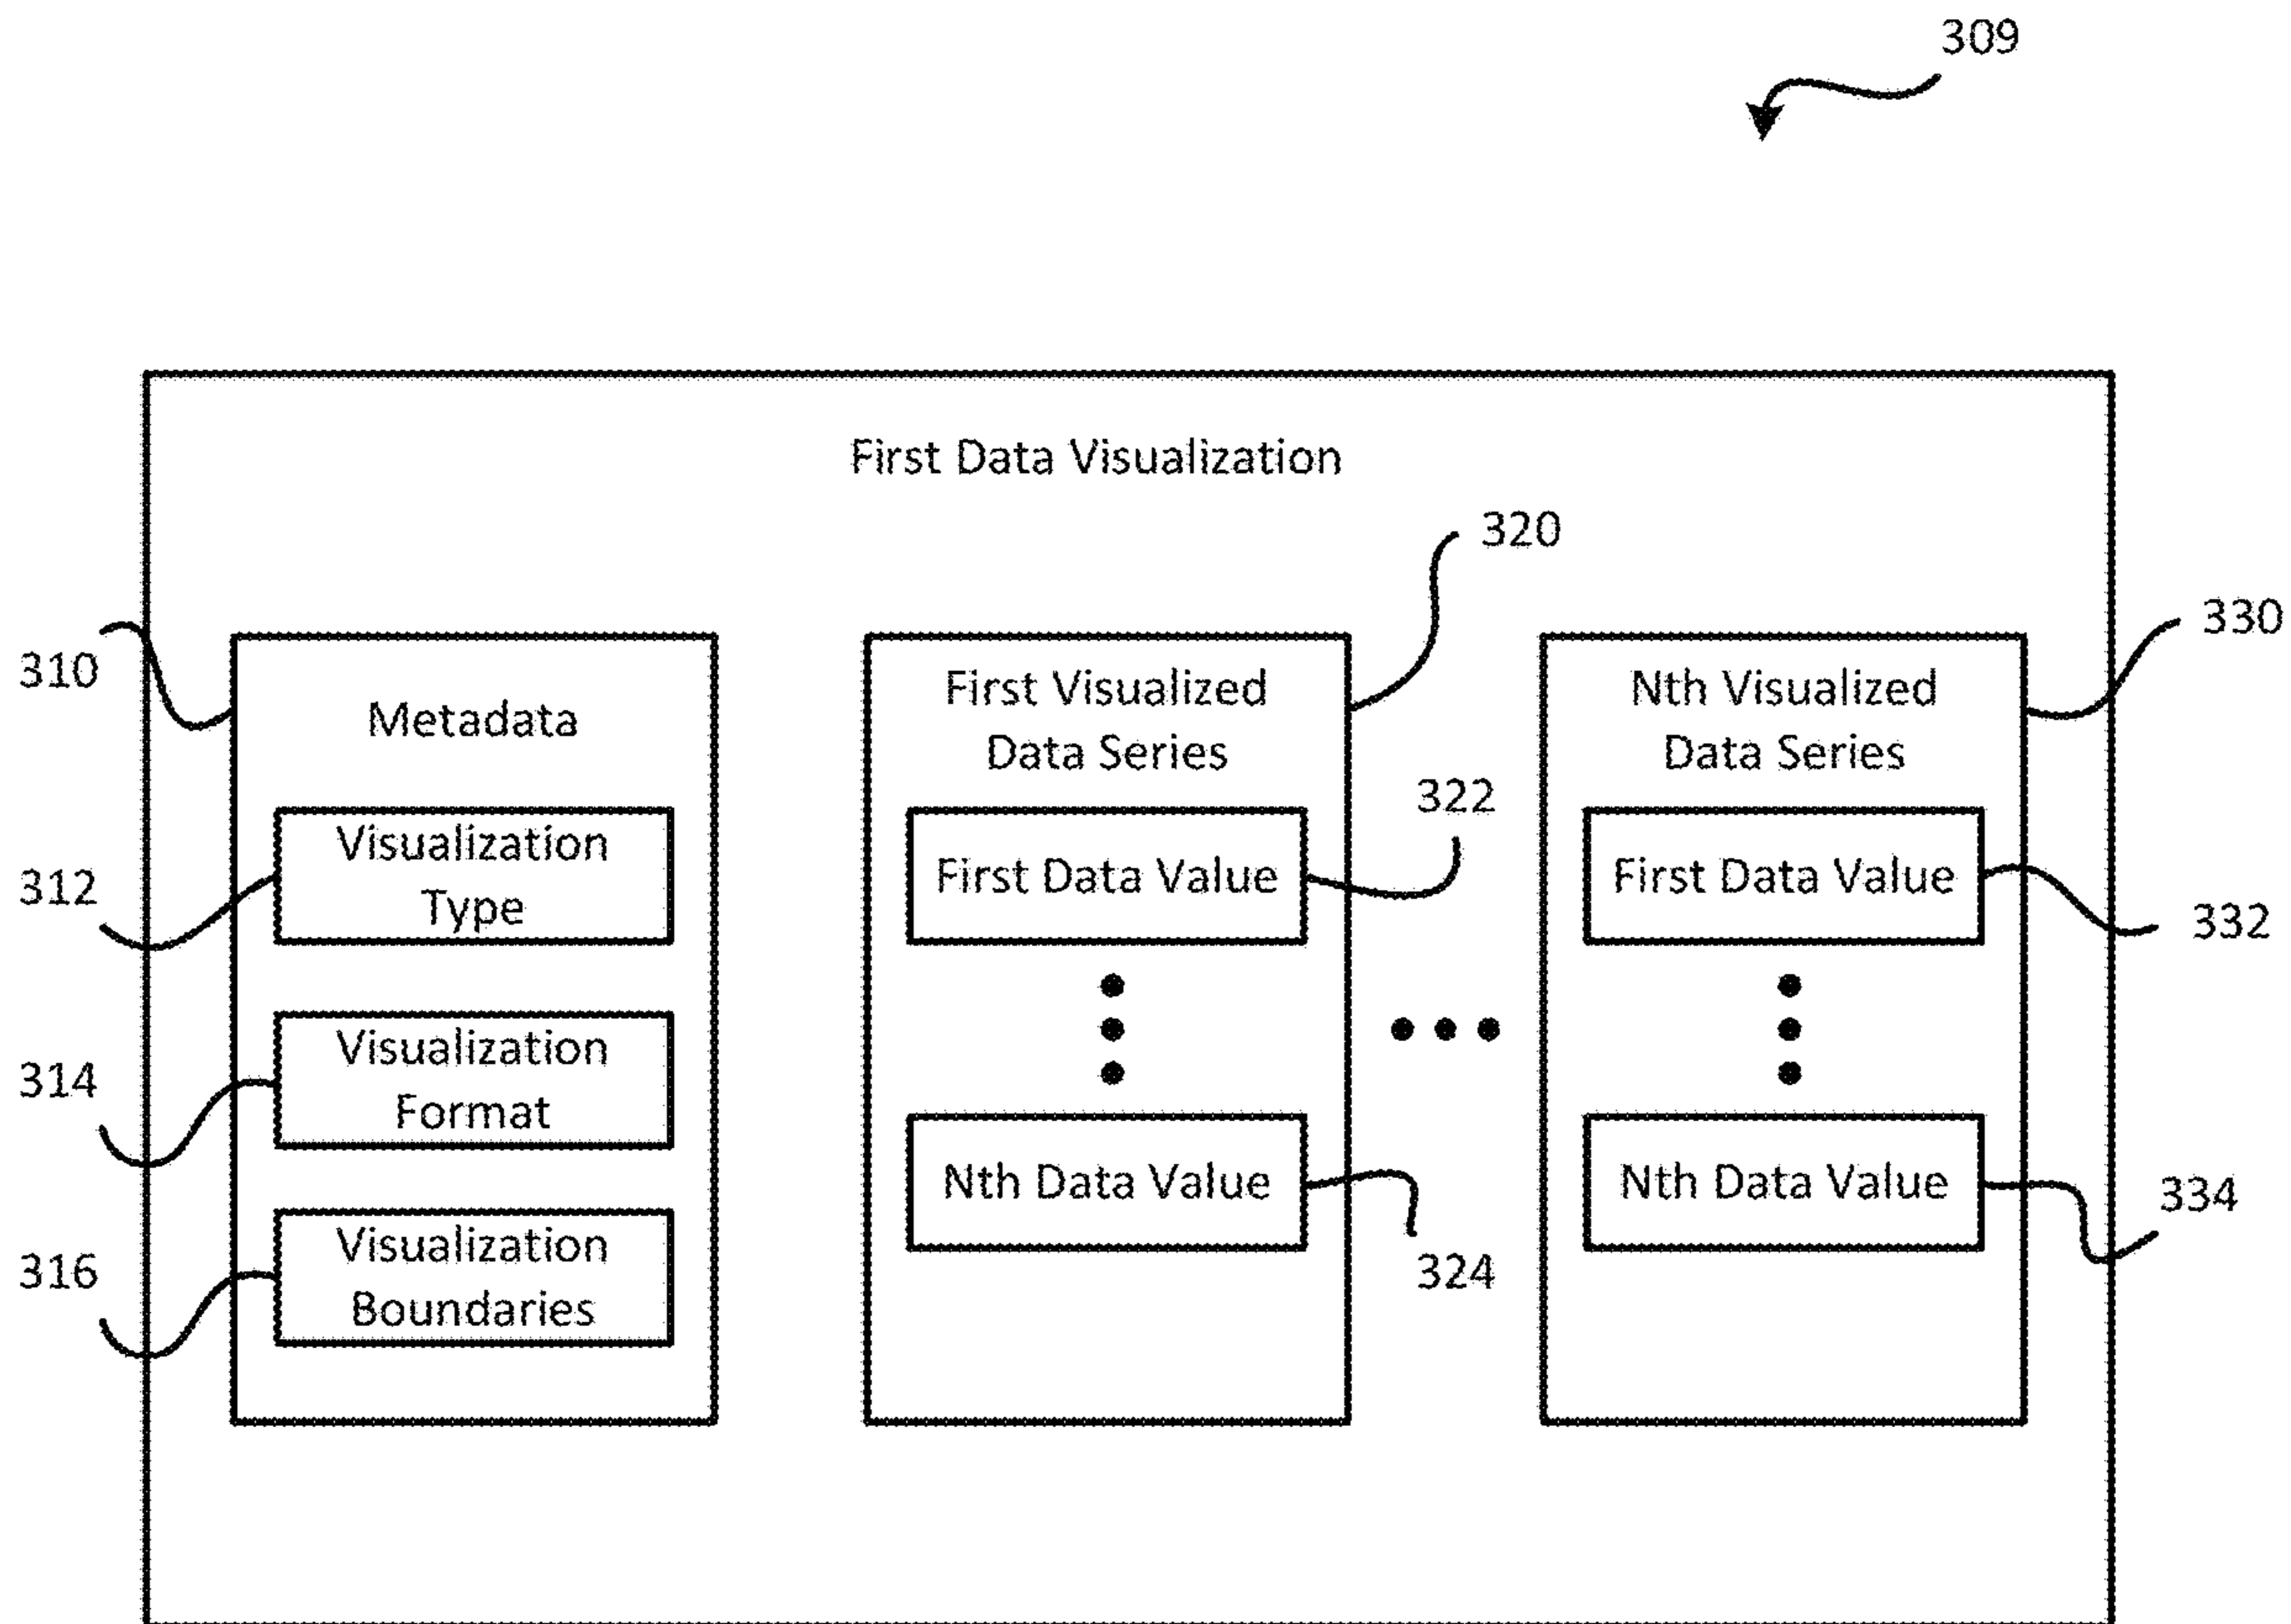 309
First Data Visualization
320
330
310
Metadata
First Visualized
Data Series
Nth Visualized
Data Series
312
Visualization
Type
First Data Value
322
First Data Value
332
314
Visualization
Format
316
Visualization
Boundaries
Nth Data Value
324
Nth Data Value
334